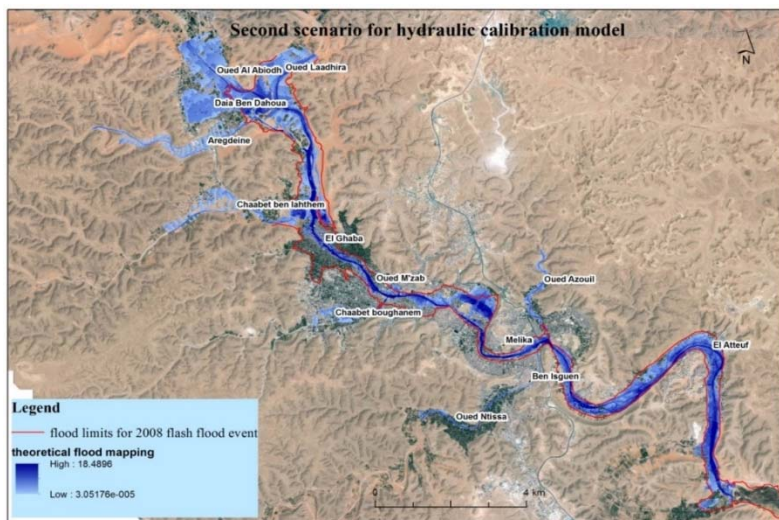 Second scenario for hydraulic calibration model
N
Oued Al Abiodh
Oued Laadhira
Daia Ben Dahoua
Aregdeine
Chaabet ben lahthem
El Ghaba
Oued M'zab
Oued Azouil
Chaabet boughanem
Melika
El Atteuf
Ben Isguen
Oued Ntissa
Legend
flood limits for 2008 flash flood event
theoretical flood mapping
High : 18.4896
Low : 3.05176e-005
0 4 km